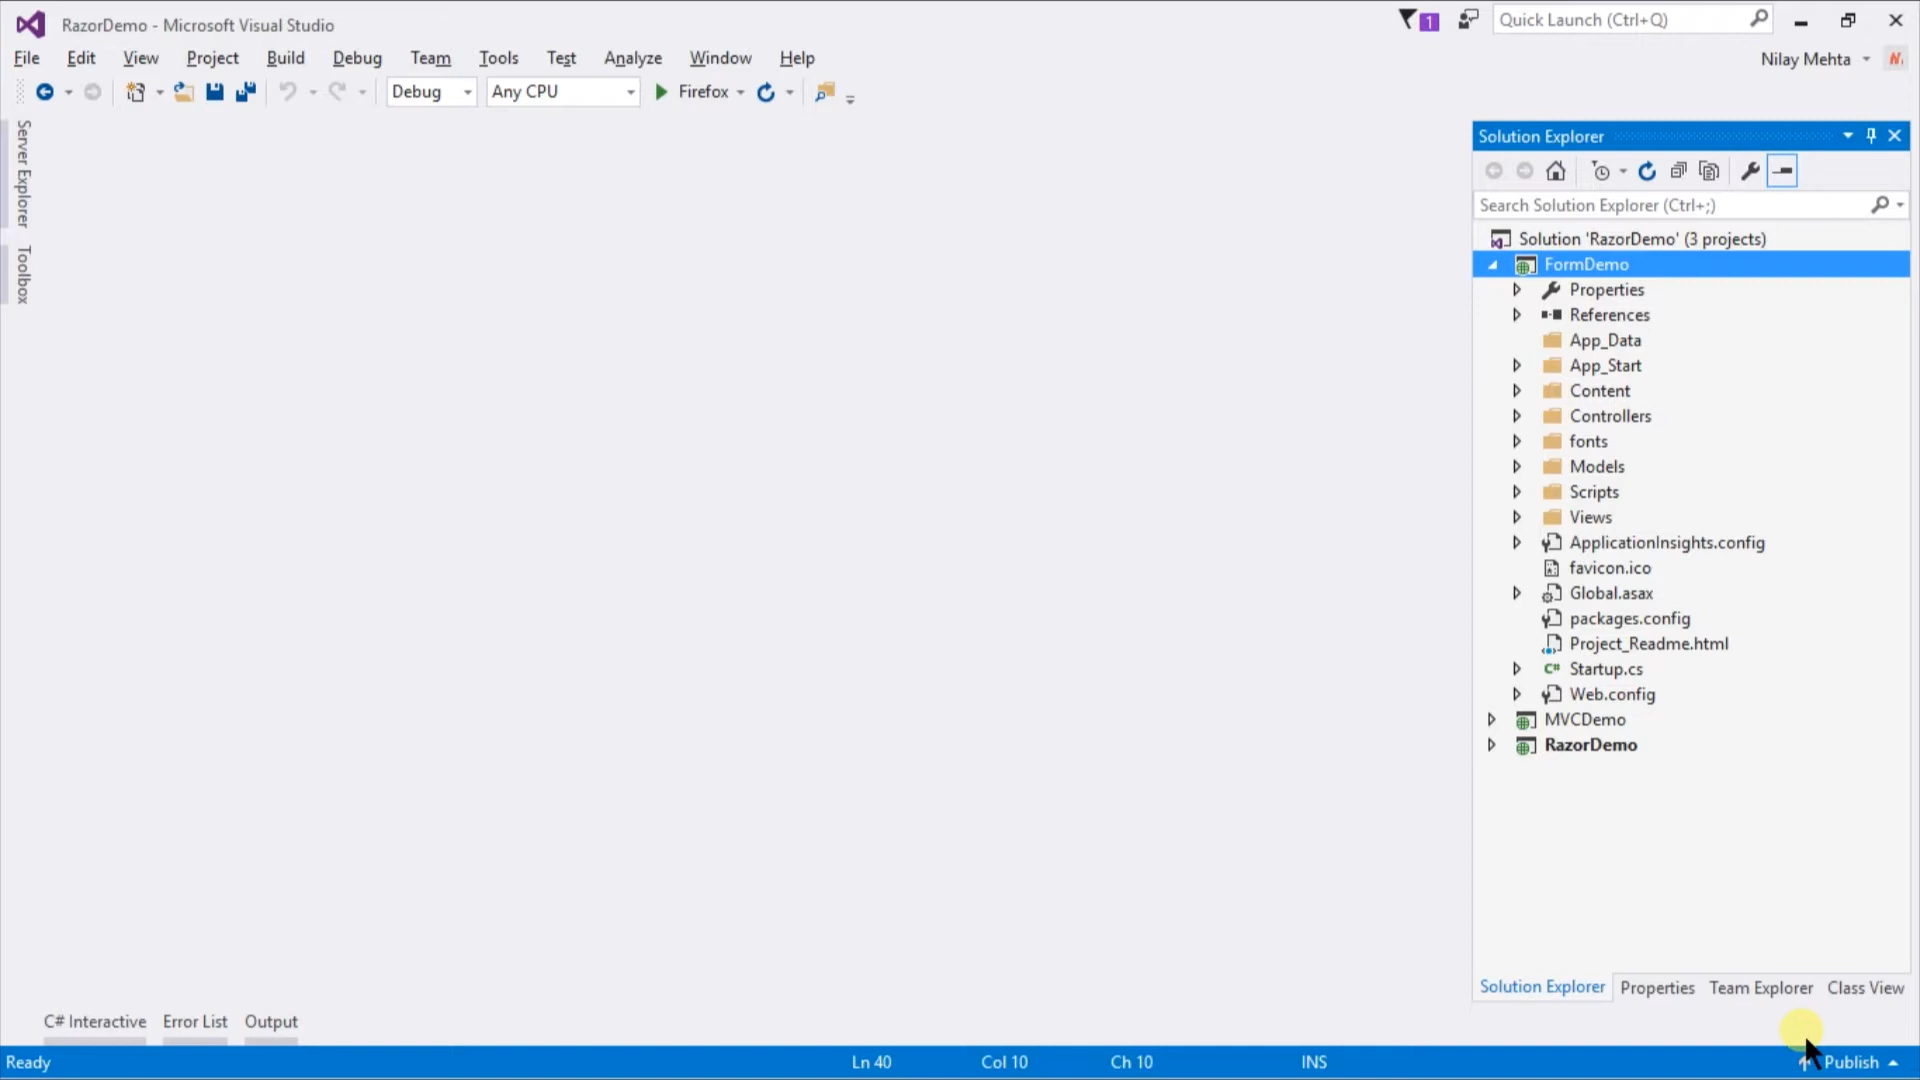 RazorDemo - Microsoft Visual Studio
1
Quick Launch (Ctrl+Q)
File Edit View Project Build Debug Team Tools Test Analyze Window Help
Nilay Mehta
Debug Any CPU Firefox
Server Explorer
Toolbox
Solution Explorer
Search Solution Explorer (Ctrl+;)
Solution 'RazorDemo' (3 projects)
FormDemo
Properties
References
App_Data
App_Start
Content
Controllers
fonts
Models
Scripts
Views
ApplicationInsights.config
favicon.ico
Global.asax
packages.config
Project_Readme.html
C# Startup.cs
Web.config
MVCDemo
RazorDemo
Solution Explorer Properties Team Explorer Class View
C# Interactive Error List Output
Ready Ln 40 Col 10 Ch 10 INS Publish